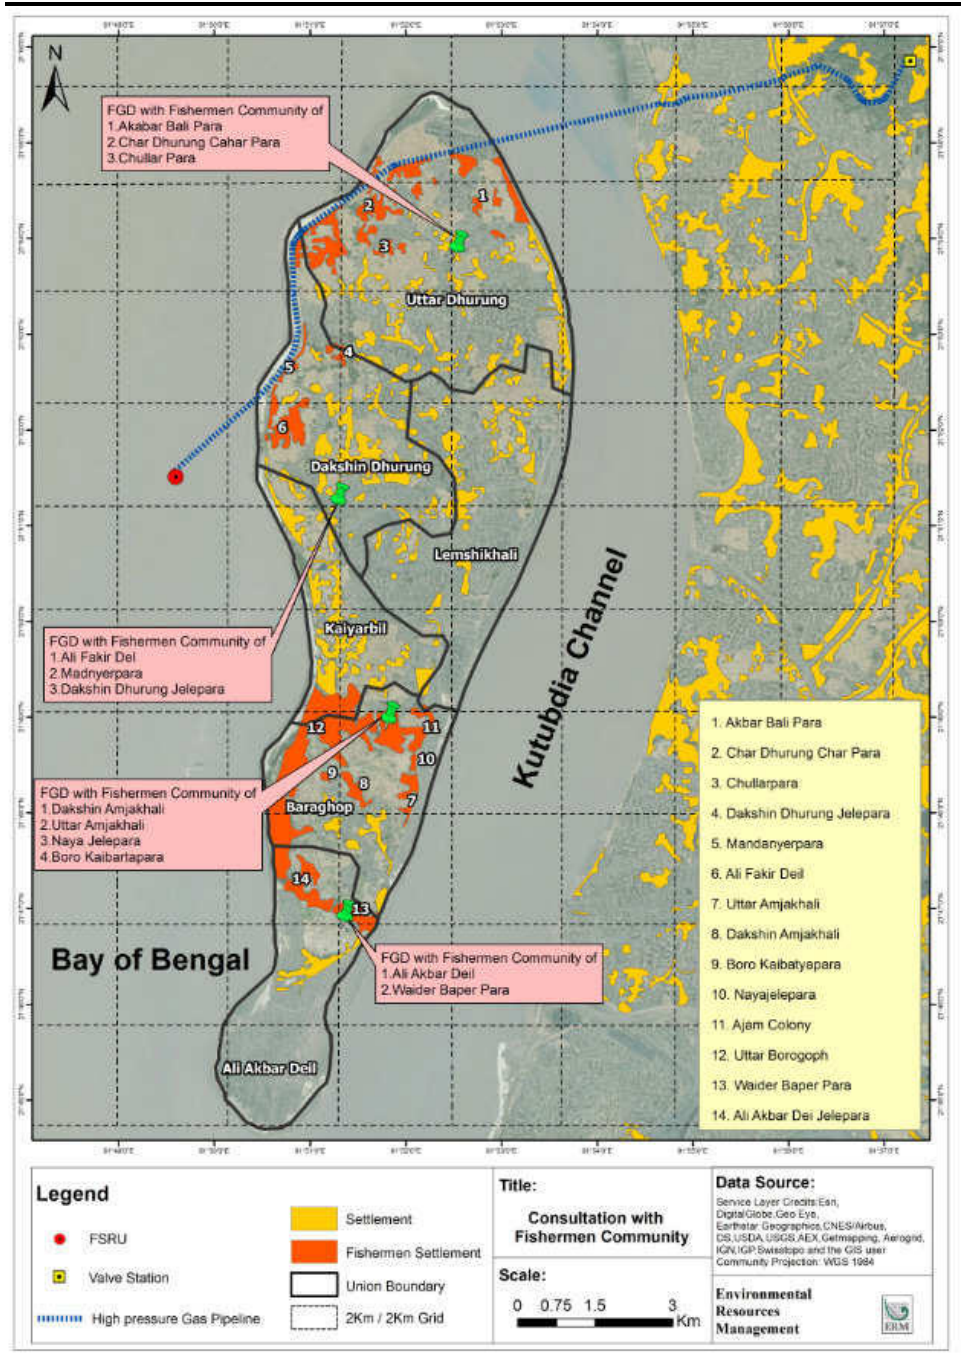 N
FGD with Fishermen Community of
1.Akabar Bali Para
2.Char Dhurung Cahar Para
3.Chullar Para
1
2
3
Uttar Dhurung
4
5
6
Dakshin Dhurung
Lemshikhali
Kaiyarbil
FGD with Fishermen Community of
1.Ali Fakir Del
2.Madnyerpara
3.Dakshin Dhurung Jelepara
Kutubdia Channel
12
11
10
9
8
7
Baraghop
FGD with Fishermen Community of
1.Dakshin Amjakhali
2.Uttar Amjakhali
3.Naya Jelepara
4.Boro Kaibartapara
14
13
Bay of Bengal
FGD with Fishermen Community of
1.Ali Akbar Deil
2.Waider Baper Para
Ali Akbar Deil
1. Akbar Bali Para
2. Char Dhurung Char Para
3. Chullarpara
4. Dakshin Dhurung Jelepara
5. Mandanyerpara
6. Ali Fakir Deil
7. Uttar Amjakhali
8. Dakshin Amjakhali
9. Boro Kaibatyapara
10. Nayajelepara
11. Ajam Colony
12. Uttar Borogoph
13. Waider Baper Para
14. Ali Akbar Dei Jelepara
Legend
FSRU
Valve Station
High pressure Gas Pipeline
Settlement
Fishermen Settlement
Union Boundary
2Km / 2Km Grid
Title:
Consultation with
Fishermen Community
Scale:
0 0.75 1.5 3
Km
Data Source:
Service Layer Credits:Esri,
DigitalGlobe,Geo Eye,
Earthstar Geographics,CNES/Airbus,
DS,USDA,USGS,AEX,Getmapping, Aerogrid,
IGN,IGP,Swisstopo and the GIS user
Community Projection: WGS 1984
Environmental
Resources
Management
ERM